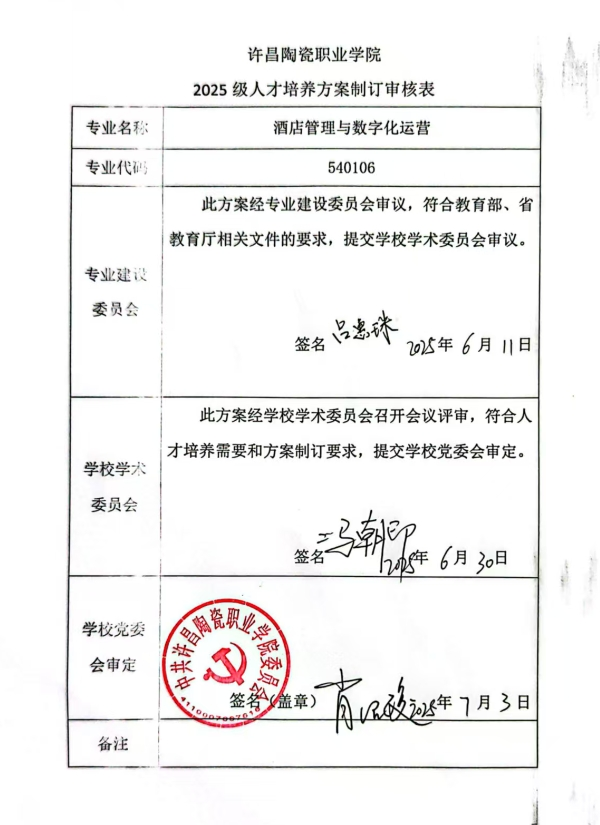 许昌陶瓷职业学院
2025 级人才培养方案制订审核表
专业名称
酒店管理与数字化运营
专业代码
540106
专业建设
委员会
此方案经专业建设委员会审议，符合教育部、省
教育厅相关文件的要求，提交学校学术委员会审议。
签名 吕惠珠 2025年 6 月 11 日
学校学术
委员会
此方案经学校学术委员会召开会议评审，符合人
才培养需要和方案制订要求，提交学校党委会审定。
签名 2025年 6 月 30 日
学校党委
会审定
中共许昌陶瓷职业学院委员会
签名（盖章） 2025年 7 月 3 日
备注